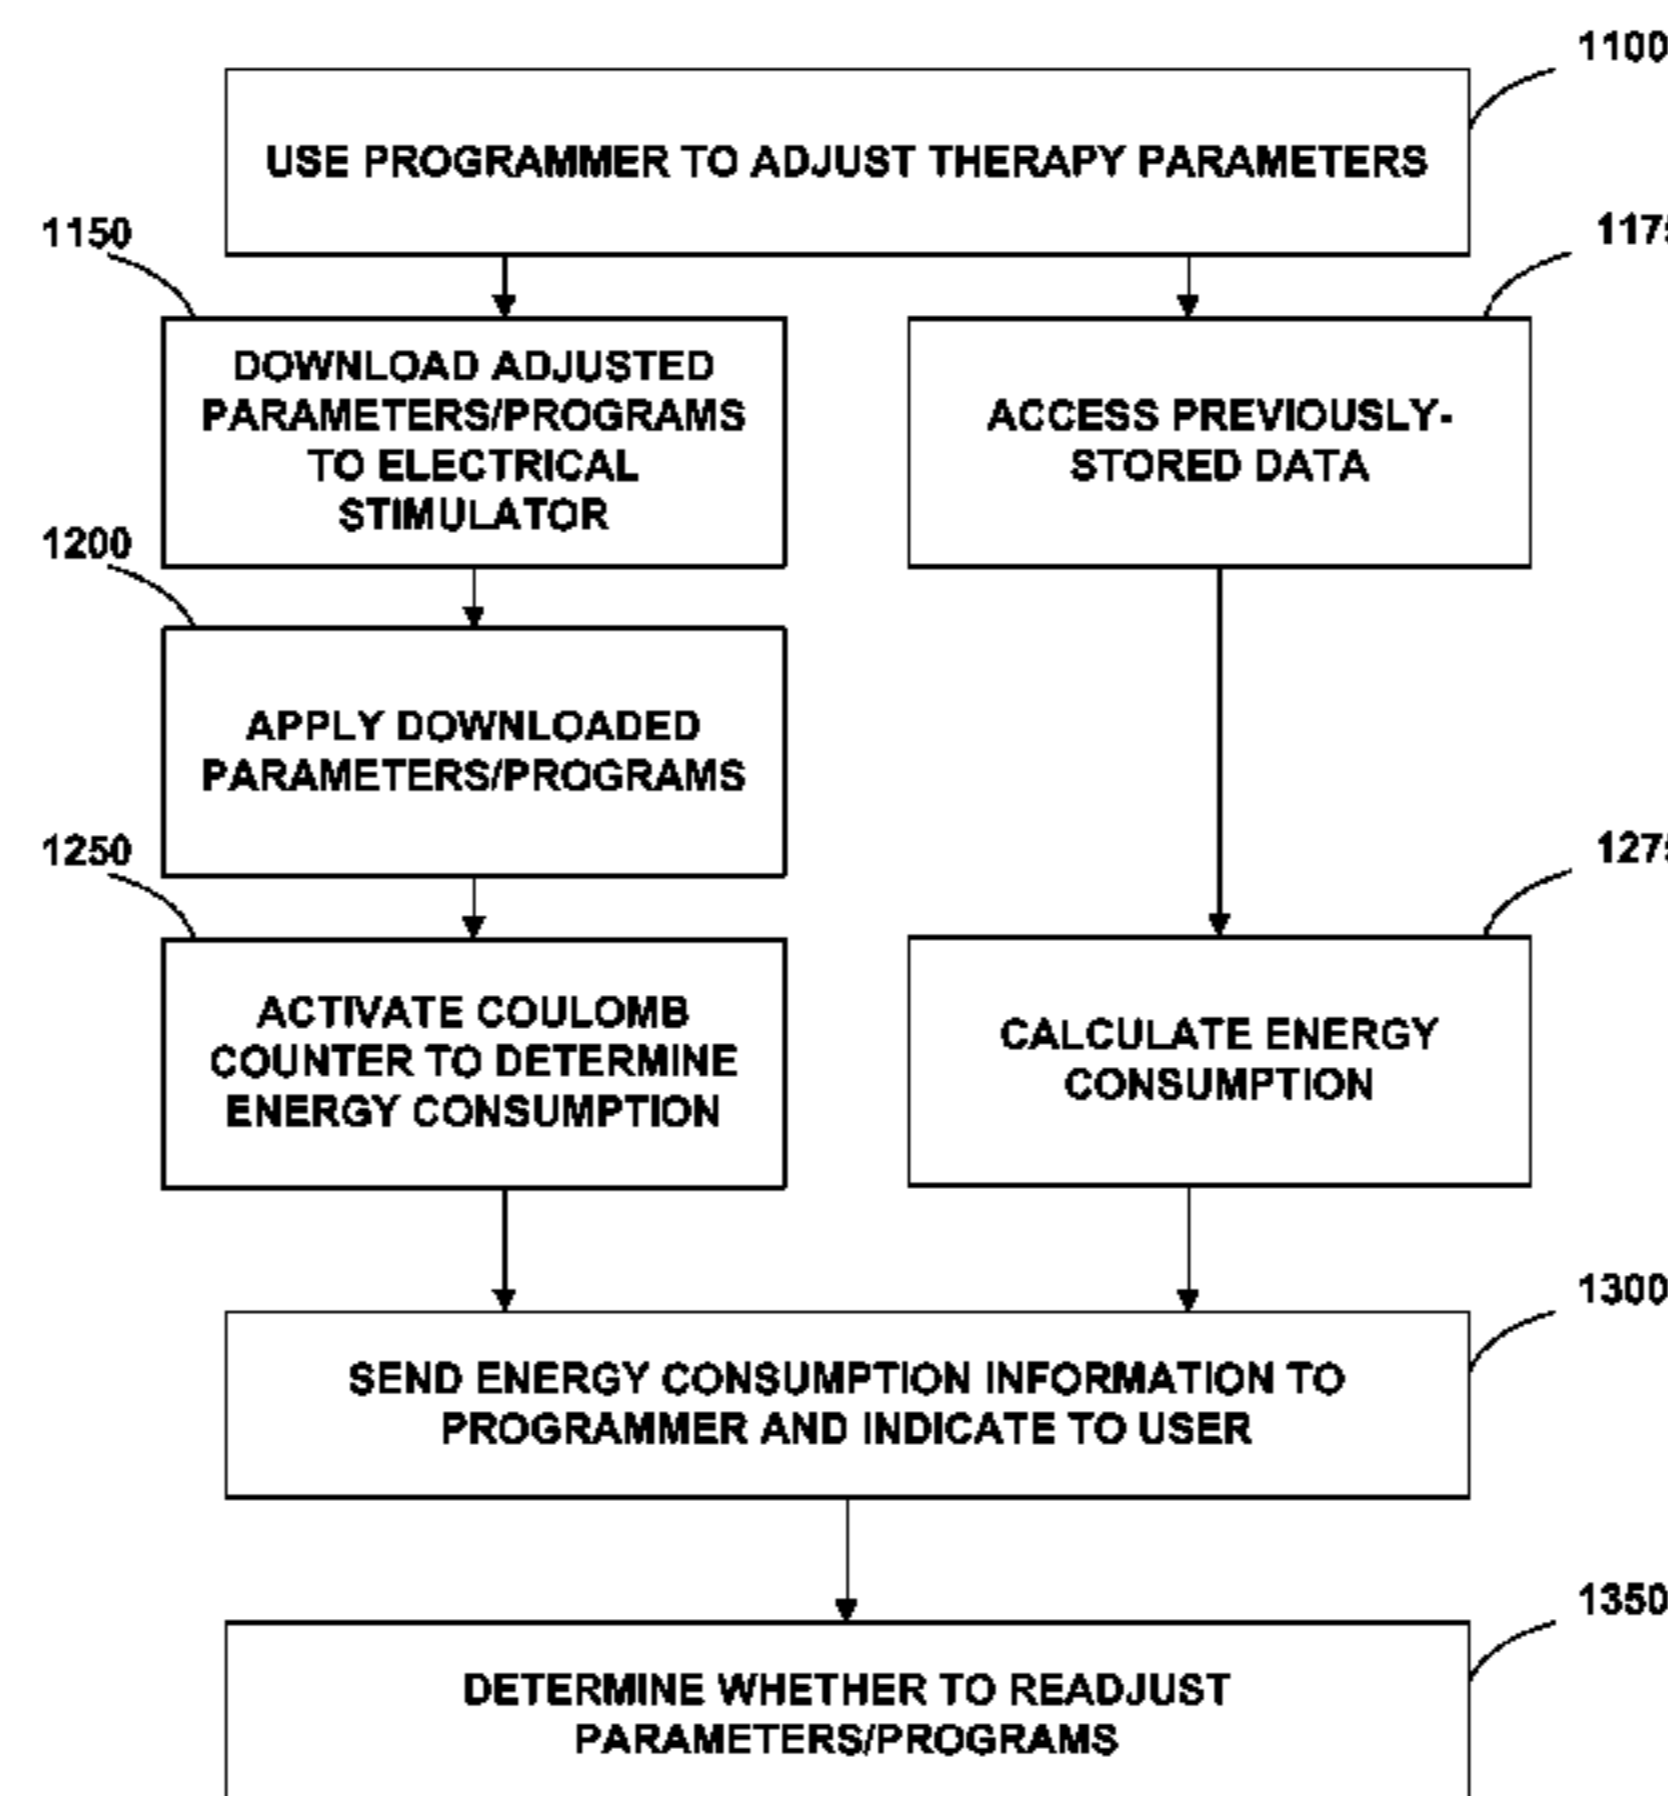 1100
USE PROGRAMMER TO ADJUST THERAPY PARAMETERS
1150
1175
DOWNLOAD ADJUSTED
PARAMETERS/PROGRAMS
TO ELECTRICAL
STIMULATOR
ACCESS PREVIOUSLY-
STORED DATA
1200
APPLY DOWNLOADED
PARAMETERS/PROGRAMS
1250
1275
ACTIVATE COULOMB
COUNTER TO DETERMINE
ENERGY CONSUMPTION
CALCULATE ENERGY
CONSUMPTION
1300
SEND ENERGY CONSUMPTION INFORMATION TO
PROGRAMMER AND INDICATE TO USER
1350
DETERMINE WHETHER TO READJUST
PARAMETERS/PROGRAMS